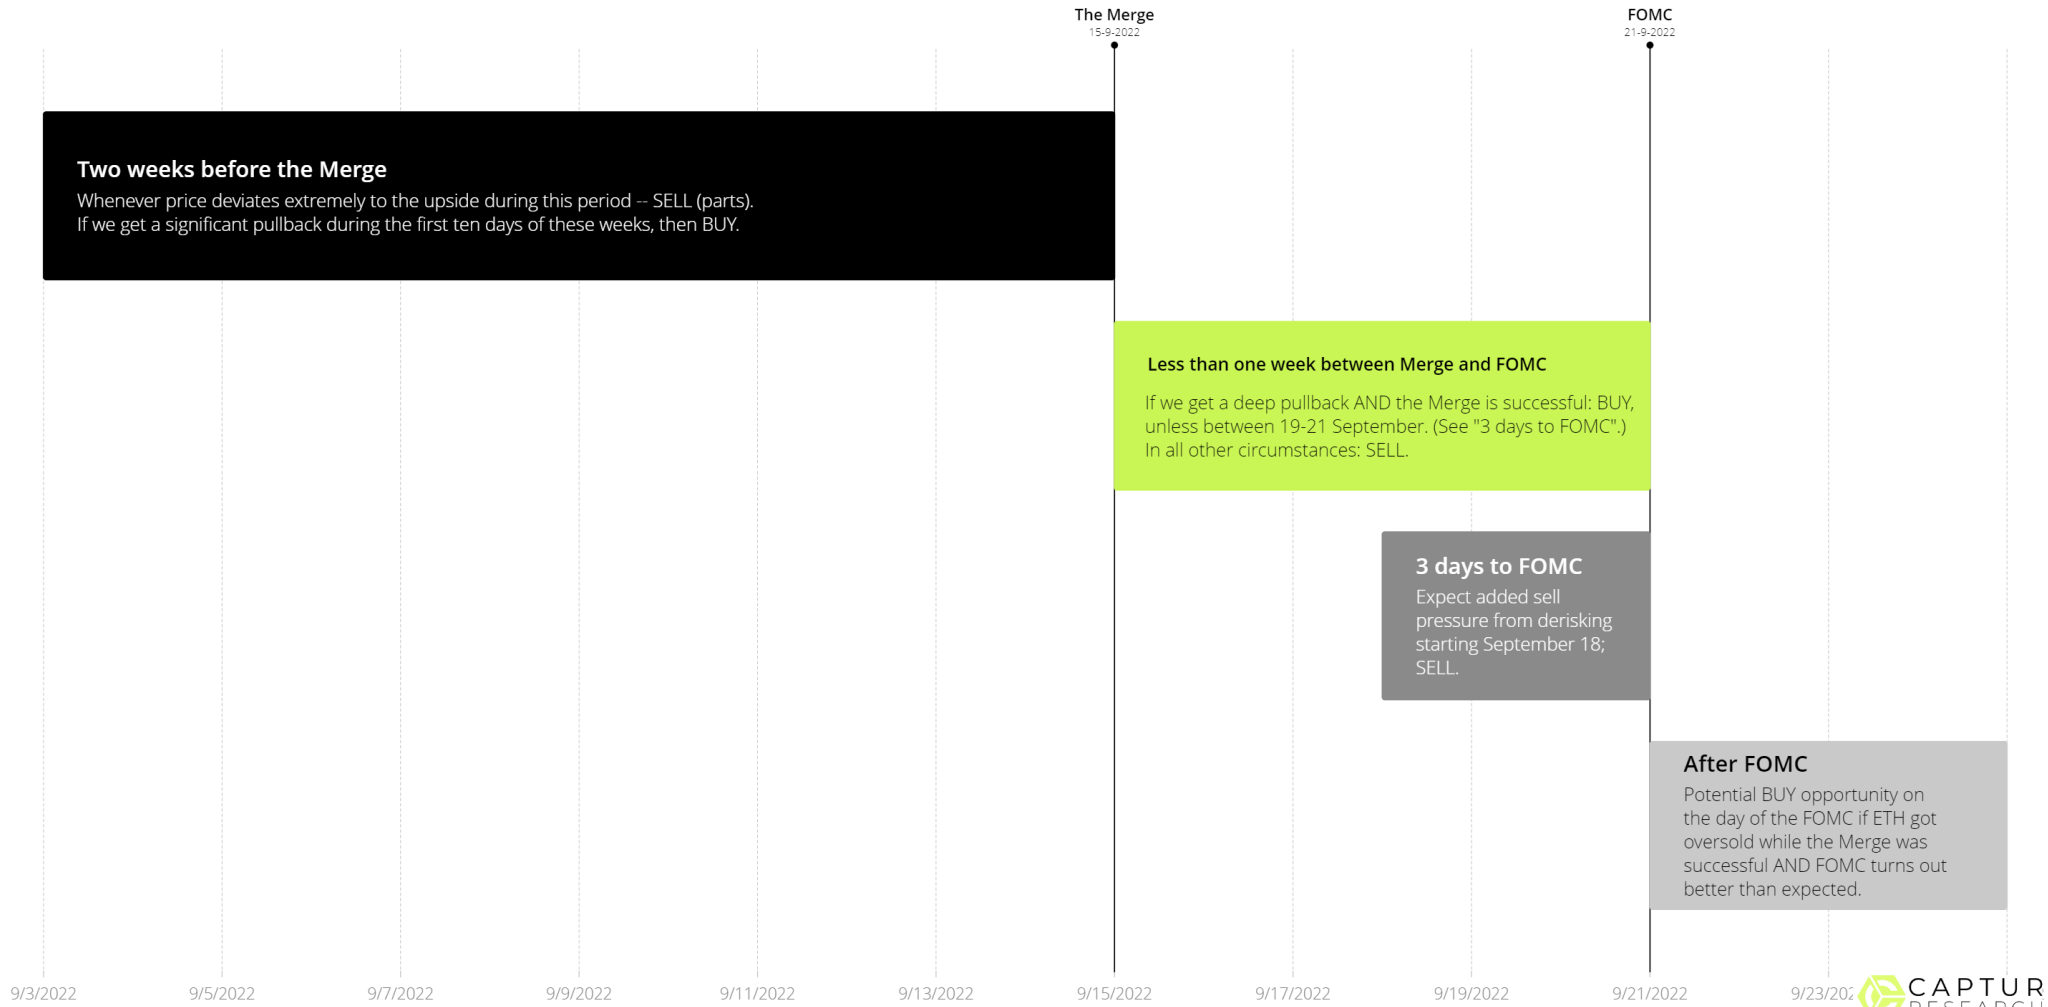 The Merge
15-9-2022
FOMC
21-9-2022
Two weeks before the Merge
Whenever price deviates extremely to the upside during this period -- SELL (parts).
If we get a significant pullback during the first ten days of these weeks, then BUY.
Less than one week between Merge and FOMC
If we get a deep pullback AND the Merge is successful: BUY,
unless between 19-21 September. (See "3 days to FOMC".)
In all other circumstances: SELL.
3 days to FOMC
Expect added sell
pressure from derisking
starting September 18;
SELL.
After FOMC
Potential BUY opportunity on
the day of the FOMC if ETH got
oversold while the Merge was
successful AND FOMC turns out
better than expected.
9/3/2022
9/5/2022
9/7/2022
9/9/2022
9/11/2022
9/13/2022
9/15/2022
9/17/2022
9/19/2022
9/21/2022
9/23/202
CAPTUR
RESEARCH